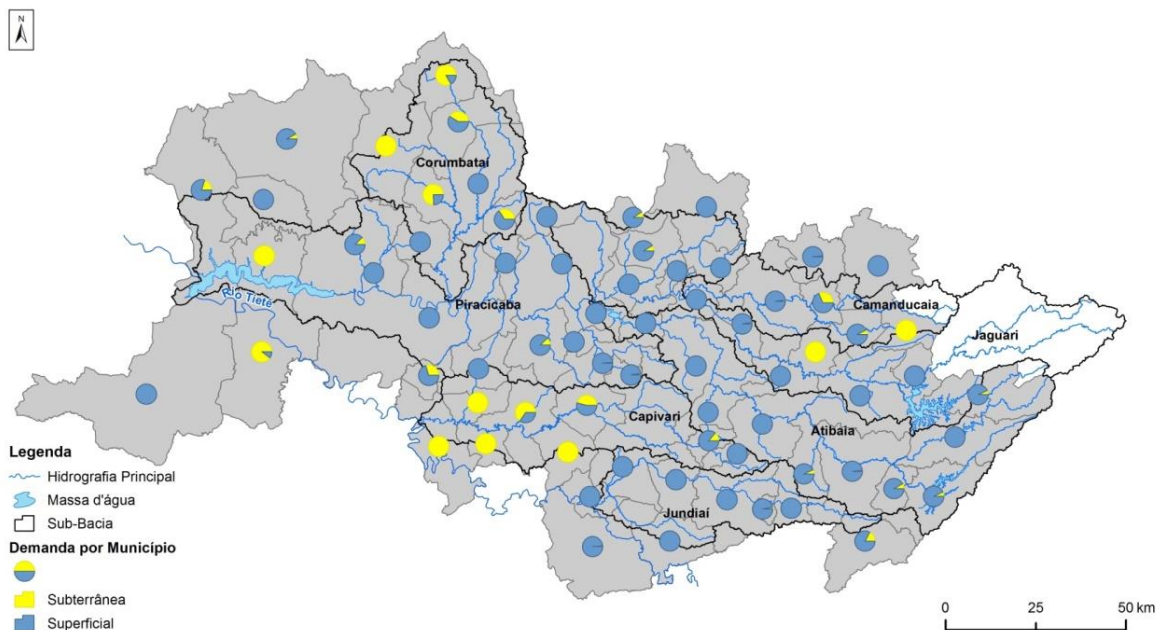 N
Corumbataí
Rio Tietê
Piracicaba
Camanducaia
Jaguari
Capivari
Atibaia
Jundiaí
Legenda
Hidrografia Principal
Massa d'água
Sub-Bacia
Demanda por Município
Subterrânea
Superficial
0 25 50 km